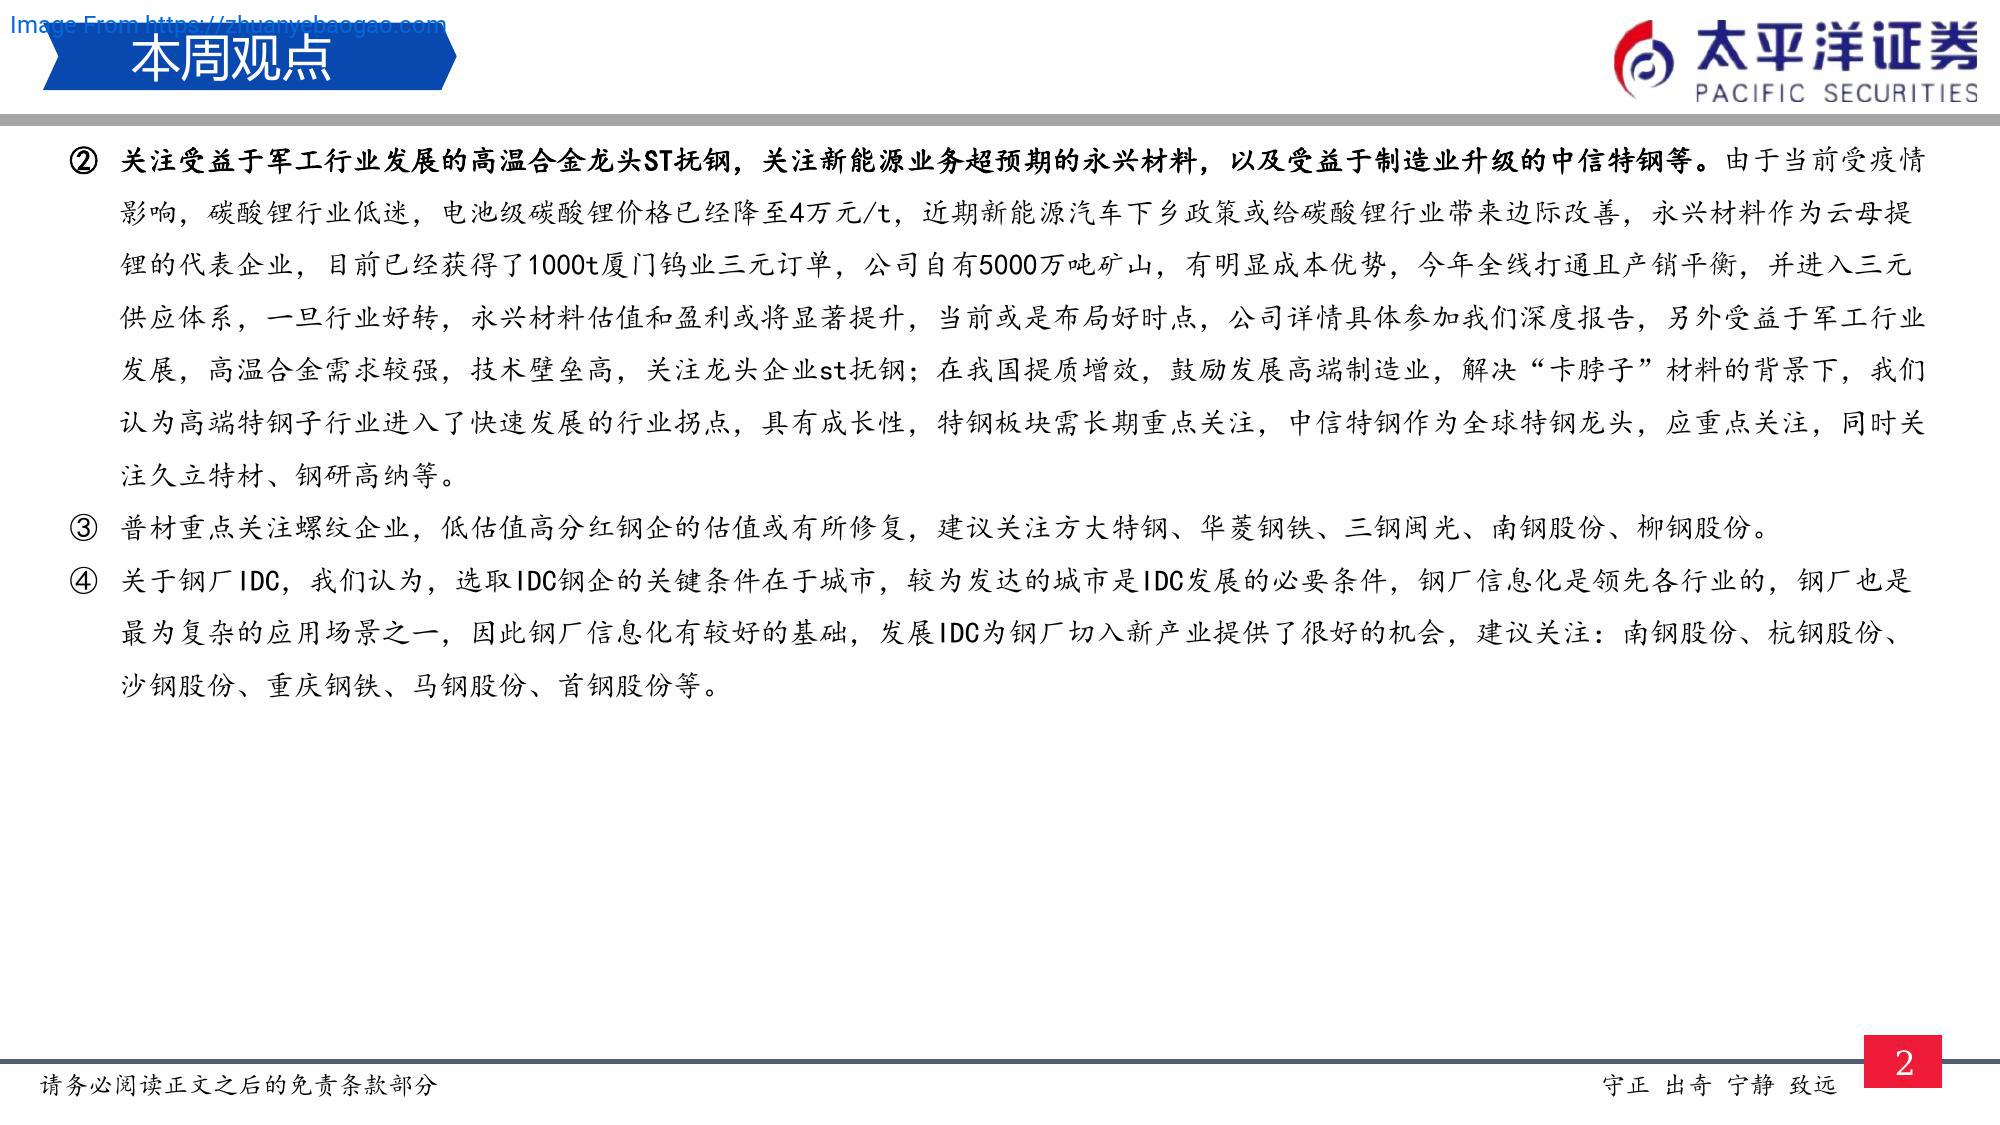 Image From https://zhuanyebaogao.com
本周观点
太平洋证券
PACIFIC SECURITIES
② 关注受益于军工行业发展的高温合金龙头ST抚钢，关注新能源业务超预期的永兴材料，以及受益于制造业升级的中信特钢等。由于当前受疫情
影响，碳酸锂行业低迷，电池级碳酸锂价格已经降至4万元/t，近期新能源汽车下乡政策或给碳酸锂行业带来边际改善，永兴材料作为云母提
锂的代表企业，目前已经获得了1000t厦门钨业三元订单，公司自有5000万吨矿山，有明显成本优势，今年全线打通且产销平衡，并进入三元
供应体系，一旦行业好转，永兴材料估值和盈利或将显著提升，当前或是布局好时点，公司详情具体参加我们深度报告，另外受益于军工行业
发展，高温合金需求较强，技术壁垒高，关注龙头企业st抚钢；在我国提质增效，鼓励发展高端制造业，解决“卡脖子”材料的背景下，我们
认为高端特钢子行业进入了快速发展的行业拐点，具有成长性，特钢板块需长期重点关注，中信特钢作为全球特钢龙头，应重点关注，同时关
注久立特材、钢研高纳等。
③ 普材重点关注螺纹企业，低估值高分红钢企的估值或有所修复，建议关注方大特钢、华菱钢铁、三钢闽光、南钢股份、柳钢股份。
④ 关于钢厂IDC，我们认为，选取IDC钢企的关键条件在于城市，较为发达的城市是IDC发展的必要条件，钢厂信息化是领先各行业的，钢厂也是
最为复杂的应用场景之一，因此钢厂信息化有较好的基础，发展IDC为钢厂切入新产业提供了很好的机会，建议关注：南钢股份、杭钢股份、
沙钢股份、重庆钢铁、马钢股份、首钢股份等。
请务必阅读正文之后的免责条款部分
守正 出奇 宁静 致远
2